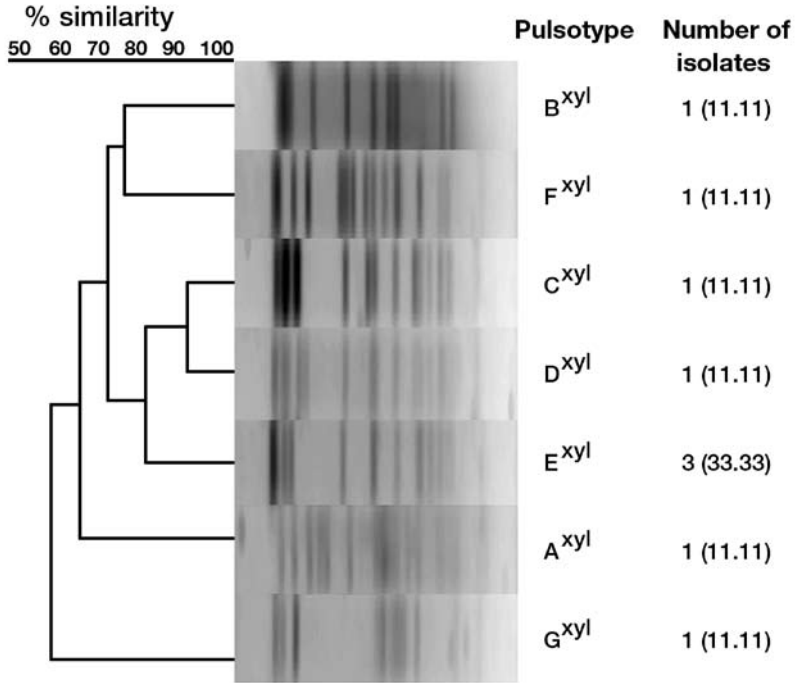 % similarity
50 60 70 80 90 100
Pulsotype Number of isolates
B^xyl 1 (11.11)
F^xyl 1 (11.11)
C^xyl 1 (11.11)
D^xyl 1 (11.11)
E^xyl 3 (33.33)
A^xyl 1 (11.11)
G^xyl 1 (11.11)